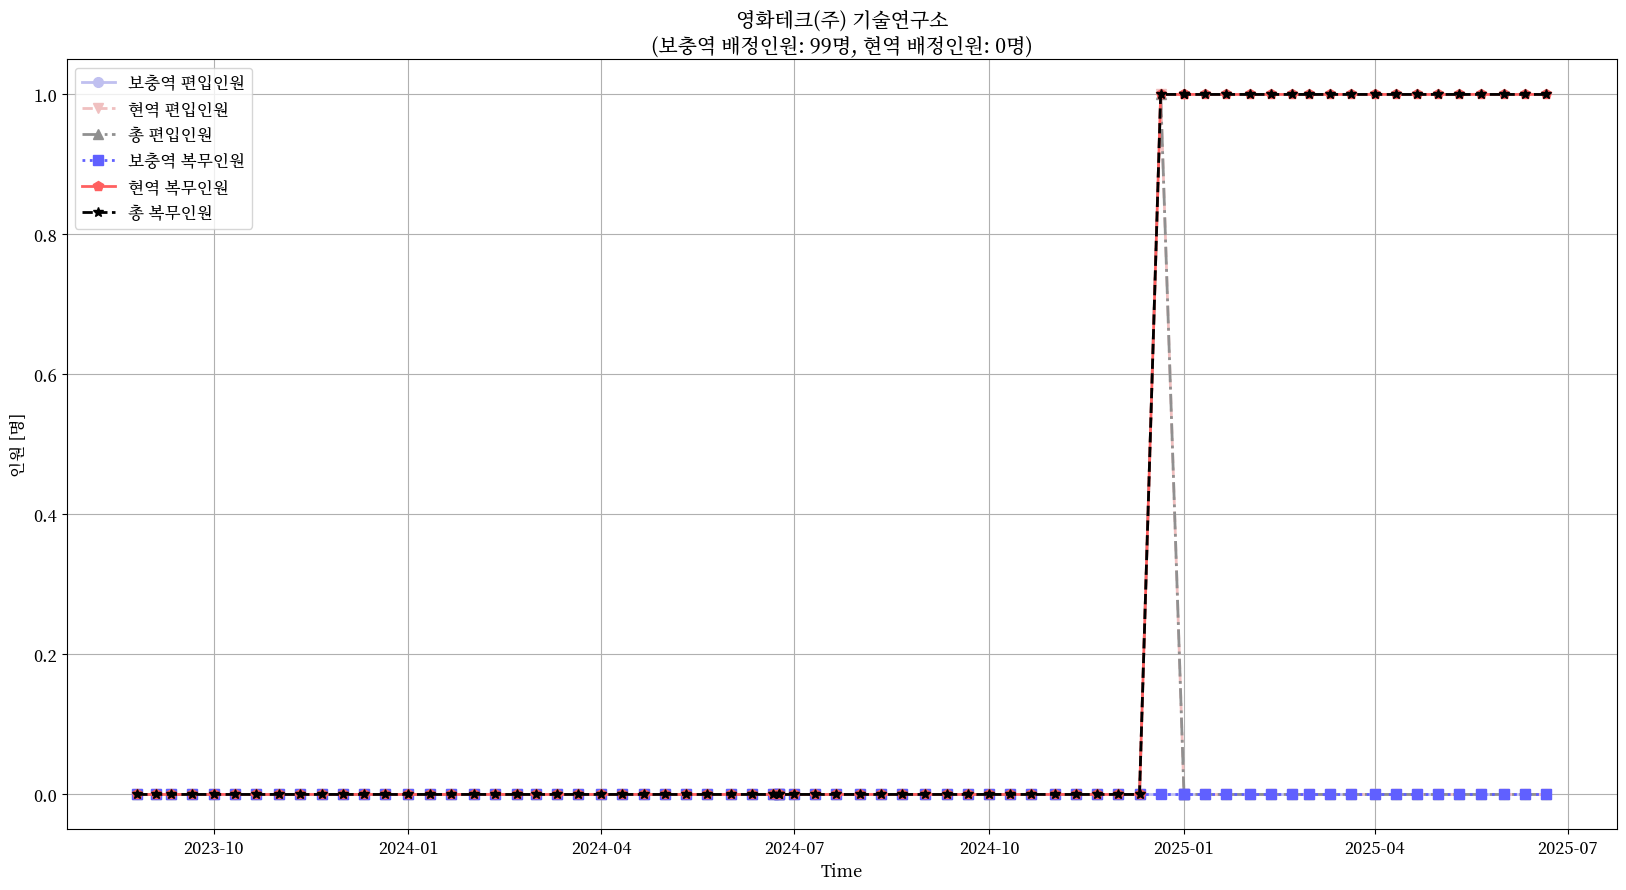 영화테크(주) 기술연구소
(보충역 배정인원: 99명, 현역 배정인원: 0명)
보충역 편입인원
현역 편입인원
총 편입인원
보충역 복무인원
현역 복무인원
총 복무인원
1.0
0.8
0.6
0.4
0.2
0.0
인원 [명]
2023-10
2024-01
2024-04
2024-07
2024-10
2025-01
2025-04
2025-07
Time